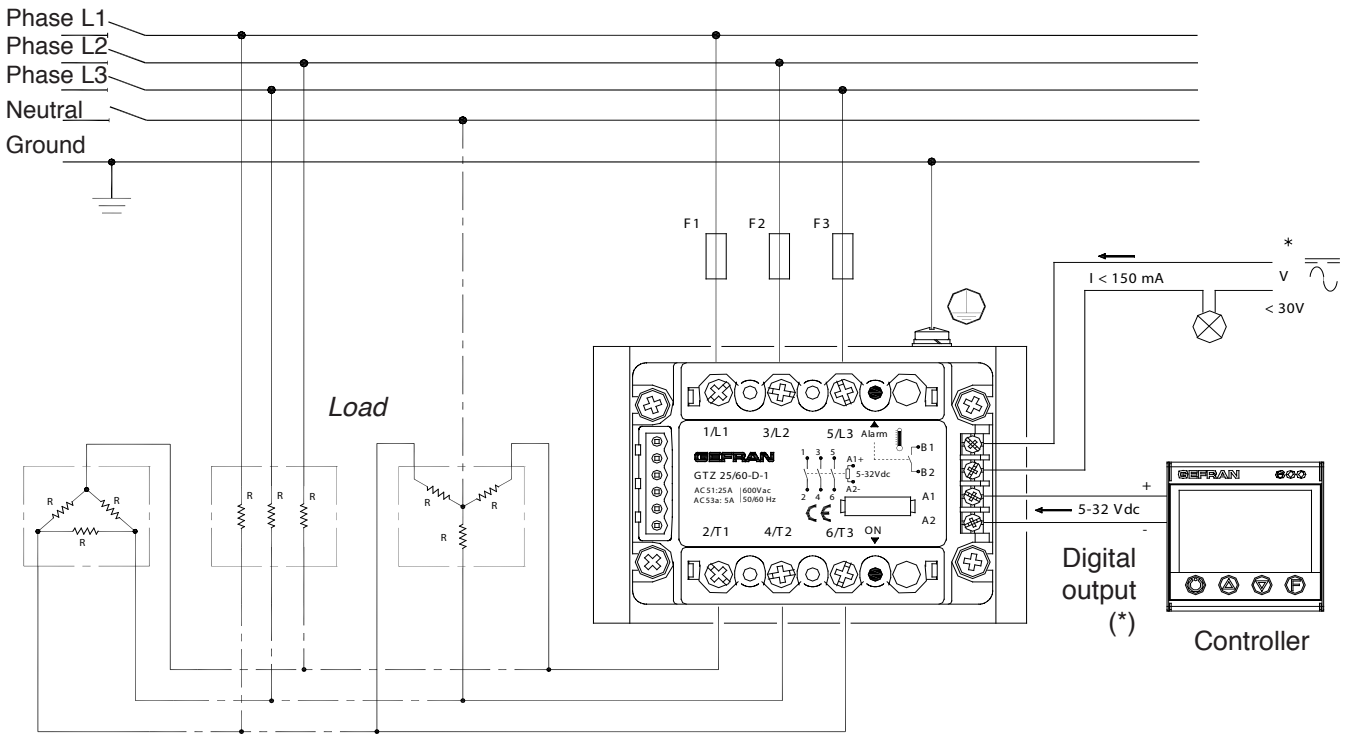 Phase L1
Phase L2
Phase L3
Neutral
Ground
F1 F2 F3
*
I < 150 mA V
< 30V
Load
1/L1 3/L2 5/L3 Alarm
GEFRAN
GTZ 25/60-D-1
AC51:25A 600Vac
AC53a: 5A 50/60 Hz
1 3 5
A1+
5-32Vdc
A2-
2 4 6
CE
B1
B2
A1
A2
2/T1 4/T2 6/T3 ON
GEFRAN 600
+
5-32 Vdc
-
F
Digital
output
(*)
Controller
R R
R
R R R
R R
R